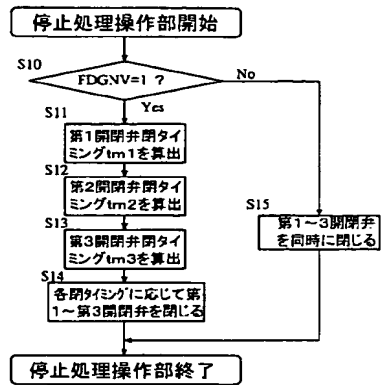 停止処理操作部開始
S10
FDGNV=1 ?
No
Yes
S11
第1開閉弁閉タイ
ミングtm1を算出
S12
第2開閉弁閉タイ
ミングtm2を算出
S13
第3開閉弁閉タイ
ミングtm3を算出
S14
各閉タイミングに応じて第
1～第3開閉弁を閉じる
S15
第1～3開閉弁
を同時に閉じる
停止処理操作部終了